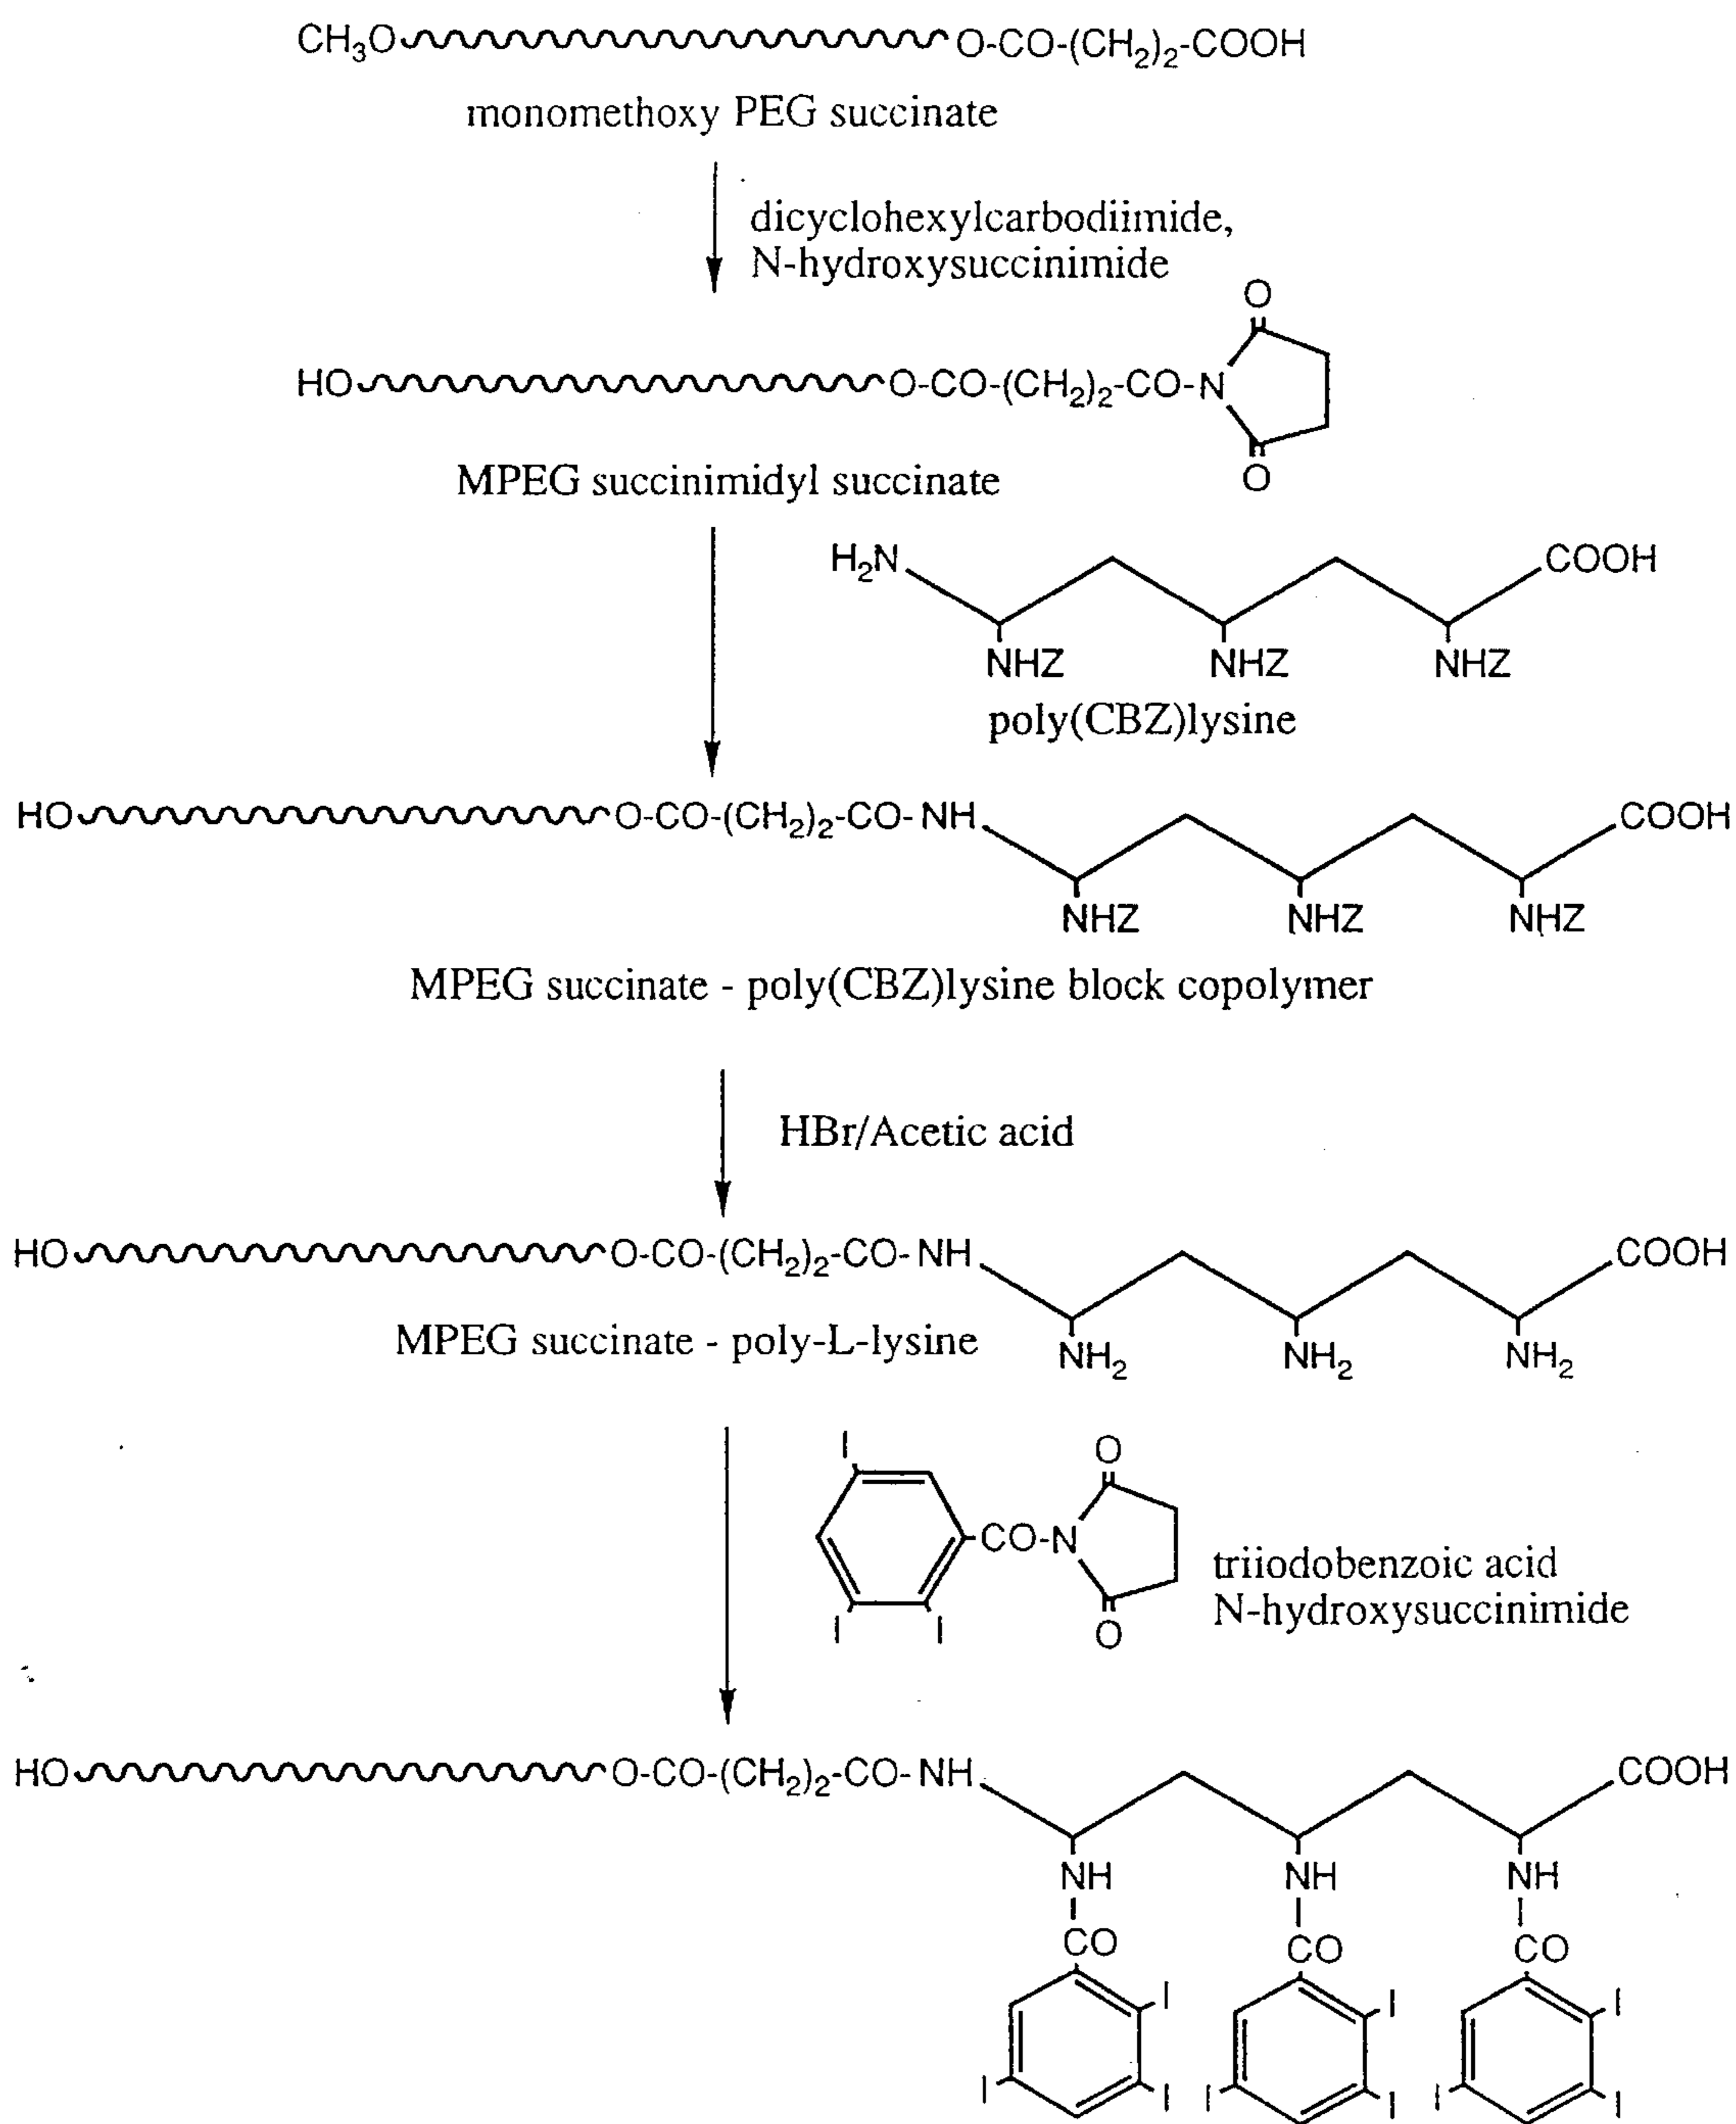 CH3O O-CO-(CH2)2-COOH
monomethoxy PEG succinate
dicyclohexylcarbodiimide,
N-hydroxysuccinimide
O
HO O-CO-(CH2)2-CO-N
O
MPEG succinimidyl succinate
H2N COOH
NHZ NHZ NHZ
poly(CBZ)lysine
HO O-CO-(CH2)2-CO-NH COOH
NHZ NHZ NHZ
MPEG succinate - poly(CBZ)lysine block copolymer
HBr/Acetic acid
HO O-CO-(CH2)2-CO-NH COOH
MPEG succinate - poly-L-lysine
NH2 NH2 NH2
I O
CO-N
triiodobenzoic acid
N-hydroxysuccinimide
I I O
HO O-CO-(CH2)2-CO-NH COOH
NH NH NH
CO CO CO
I I I
I I I I I I